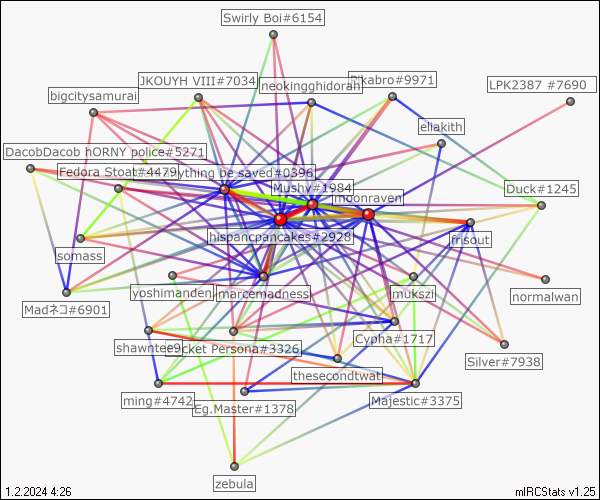 Swirly Boi#6154
JKOUYH VIII#7034
neokingghidorah
Rikabro#9971
LPK2387 #7690
bigcitysamurai
eliakith
DacobDacob hORNY police#5271
Fedora Stoat#4479
ything be saved#0396
Mushy#1984
moonraven
Duck#1245
hispancpancakes#2928
frisout
somass
yoshimanden
marcemadness
mukszi
normalwan
Madネコ#6901
Cypha#1717
shawntee9
cket Persona#3326
Silver#7938
thesecondtwat
ming#4742
Eg.Master#1378
Majestic#3375
zebula
1.2.2024 4:26
mIRCStats v1.25